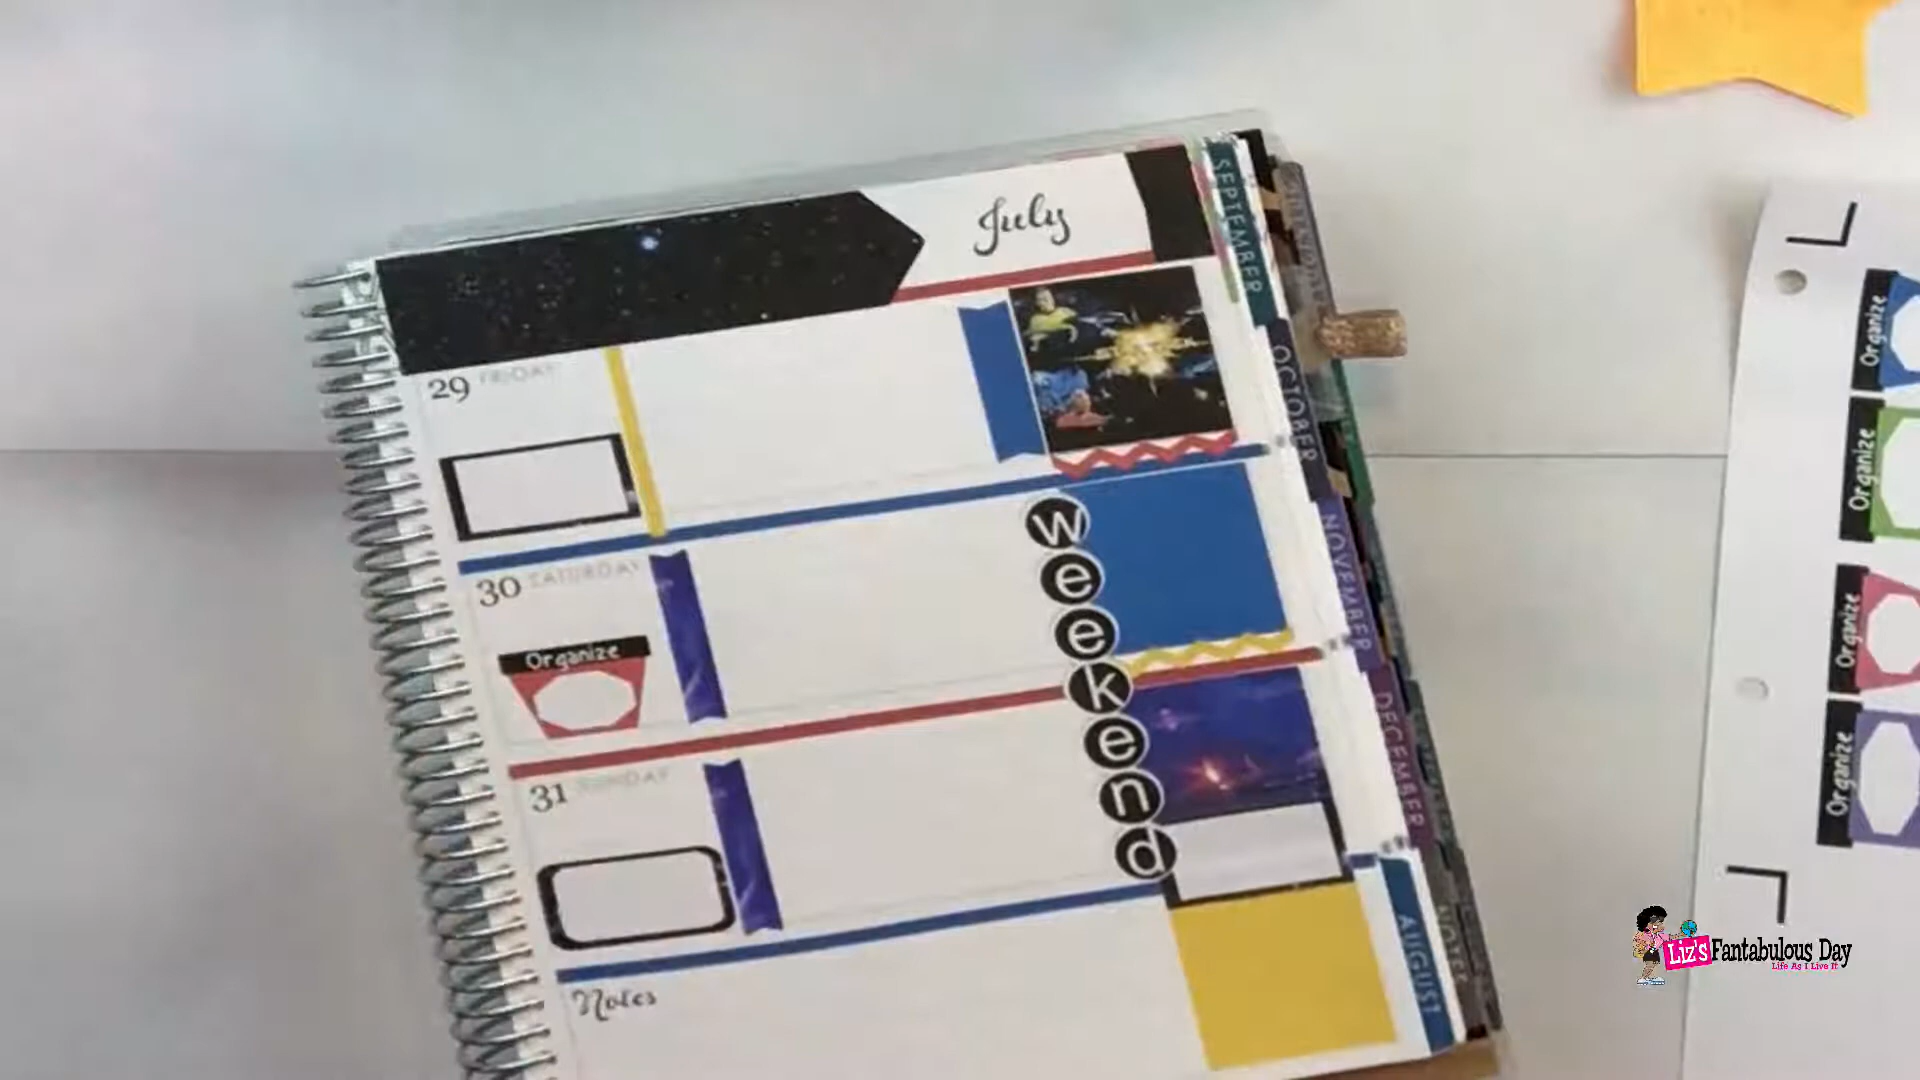 July
29 FRIDAY
30 SATURDAY
Organize
31 SUNDAY
Notes
w
e
e
k
e
n
d
SEPTEMBER
OCTOBER
NOVEMBER
DECEMBER
AUGUST
NOTES
Organize
Organize
Organize
Organize
Liz's Fantabulous Day
Life As I Live It